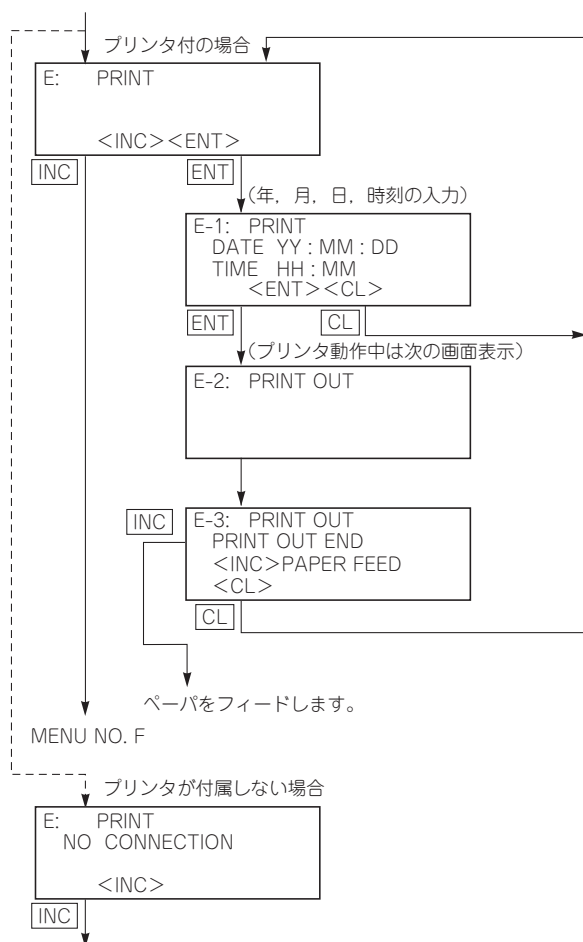 プリンタ付の場合
E: PRINT
<INC><ENT>
INC ENT
(年，月，日，時刻の入力)
E-1: PRINT
DATE YY : MM : DD
TIME HH : MM
<ENT><CL>
ENT CL
(プリンタ動作中は次の画面表示)
E-2: PRINT OUT
INC
E-3: PRINT OUT
PRINT OUT END
<INC>PAPER FEED
<CL>
CL
ペーパをフィードします。
MENU NO. F
プリンタが付属しない場合
E: PRINT
NO CONNECTION
<INC>
INC